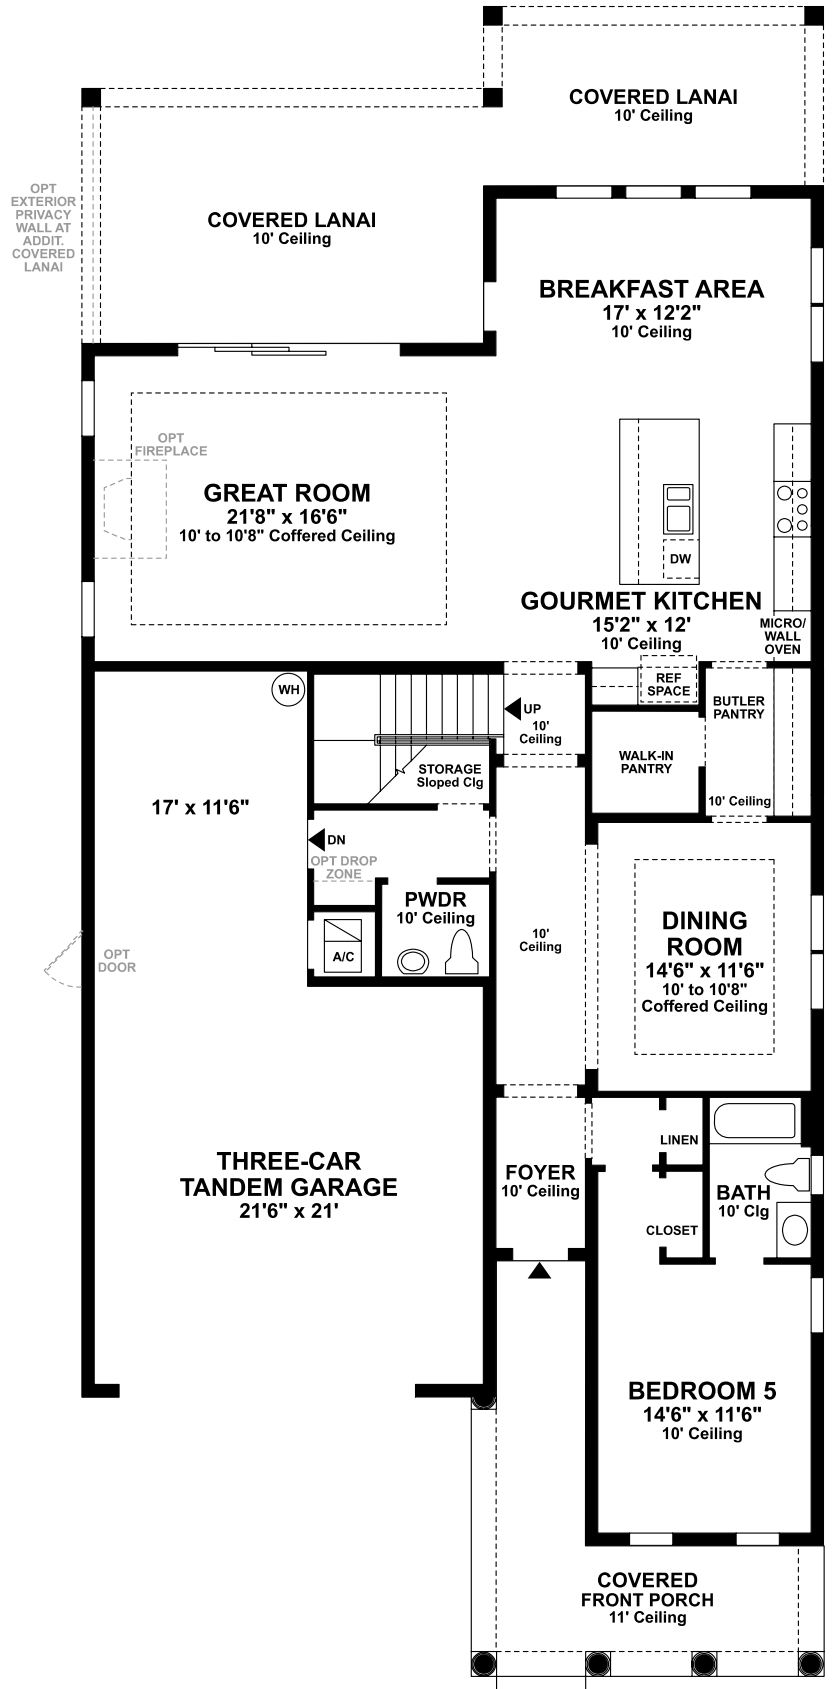 COVERED LANAI
10' Ceiling
OPT
EXTERIOR
PRIVACY
WALL AT
ADDIT.
COVERED
LANAI
COVERED LANAI
10' Ceiling
BREAKFAST AREA
17' x 12'2"
10' Ceiling
OPT
FIREPLACE
GREAT ROOM
21'8" x 16'6"
10' to 10'8" Coffered Ceiling
DW
GOURMET KITCHEN
15'2" x 12'
10' Ceiling
MICRO/
WALL
OVEN
WH
REF
SPACE
UP
10'
Ceiling
BUTLER
PANTRY
WALK-IN
PANTRY
STORAGE
Sloped Clg
10' Ceiling
17' x 11'6"
DN
OPT DROP
ZONE
PWDR
10' Ceiling
A/C
10'
Ceiling
DINING
ROOM
14'6" x 11'6"
10' to 10'8"
Coffered Ceiling
OPT
DOOR
THREE-CAR
TANDEM GARAGE
21'6" x 21'
FOYER
10' Ceiling
LINEN
BATH
10' Clg
CLOSET
BEDROOM 5
14'6" x 11'6"
10' Ceiling
COVERED
FRONT PORCH
11' Ceiling